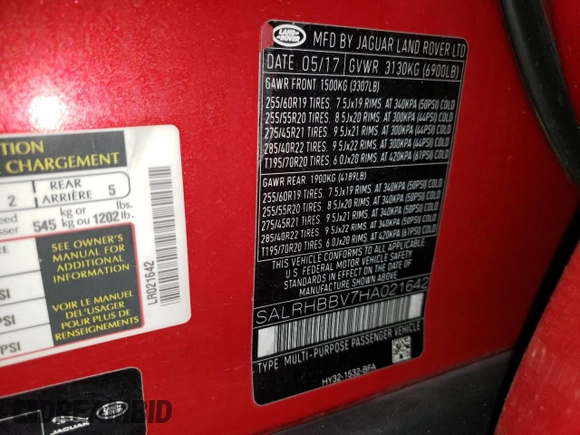 LAND ROVER
MFD BY JAGUAR LAND ROVER LTD
DATE 05/17 GVWR 3130KG (6900LB)
GAWR FRONT 1500KG (3307LB)
255/60R19 TIRES. 7 5Jx19 RIMS AT 340KPA (50PSI) COLD
255/55R20 TIRES. 8 5Jx20 RIMS AT 300KPA (44PSI) COLD
275/45R21 TIRES. 9 5Jx21 RIMS AT 300KPA (44PSI) COLD
285/40R22 TIRES. 9 5Jx22 RIMS AT 300KPA (44PSI) COLD
T195/70R20 TIRES. 6 0Jx20 RIMS AT 420KPA (61PSI) COLD
GAWR REAR 1900KG (4189LB)
255/60R19 TIRES. 7 5Jx19 RIMS AT 340KPA (50PSI) COLD
255/55R20 TIRES. 8 5Jx20 RIMS AT 340KPA (50PSI) COLD
275/45R21 TIRES. 9 5Jx21 RIMS AT 340KPA (50PSI) COLD
285/40R22 TIRES. 9 5Jx22 RIMS AT 340KPA (50PSI) COLD
T195/70R20 TIRES. 6 0Jx20 RIMS AT 420KPA (61PSI) COLD
THIS VEHICLE CONFORMS TO ALL APPLICABLE
FEDERAL MOTOR VEHICLE SAFETY
STANDARDS IN EFFECT ON THE DATE OF
MANUFACTURE SHOWN ABOVE
SALRHBBV7HA021642
TYPE: MULTI-PURPOSE PASSENGER VEHICLE
HY32-1532-BFA
CHARGEMENT
2 REAR ARRIÈRE 5
545 kg or kg ou 1202 lbs. lb.
SEE OWNER'S
MANUAL FOR
ADDITIONAL
INFORMATION
VOIR LE MANUEL
DE L'USAGER
POUR PLUS DE
RENSEIGNEMENTS
LR021642
PSI
JAGUAR